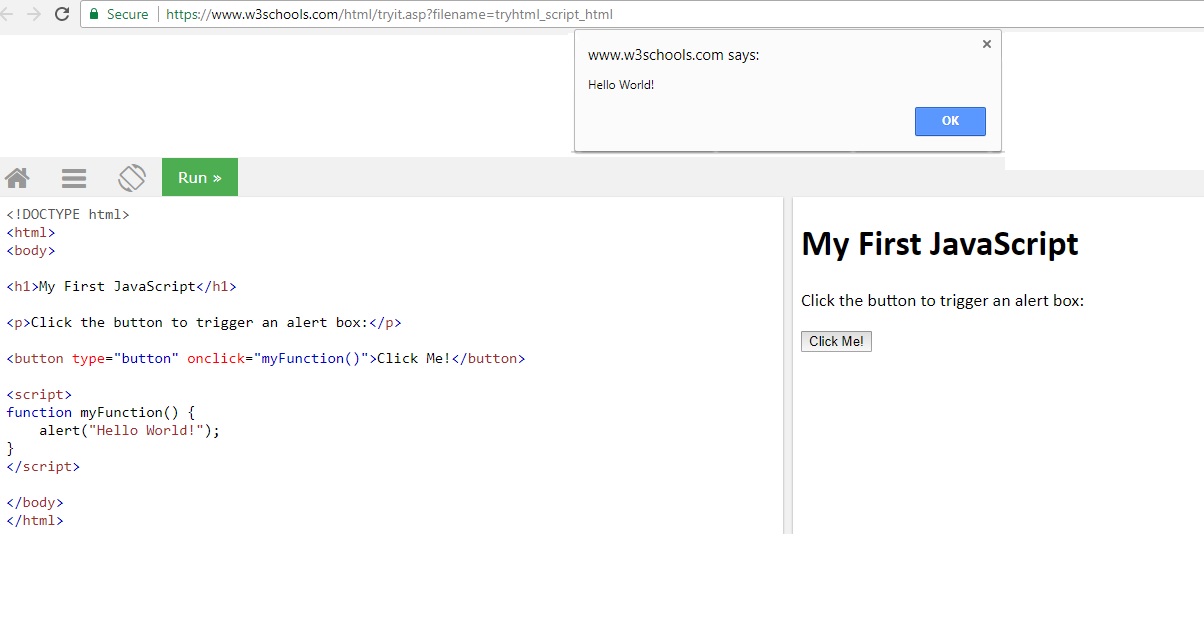 Secure https://www.w3schools.com/html/tryit.asp?filename=tryhtml_script_html
www.w3schools.com says:
Hello World!
OK
Run »
<!DOCTYPE html>
<html>
<body>
<h1>My First JavaScript</h1>
<p>Click the button to trigger an alert box:</p>
<button type="button" onclick="myFunction()">Click Me!</button>
<script>
function myFunction() {
    alert("Hello World!");
}
</script>
</body>
</html>
My First JavaScript
Click the button to trigger an alert box:
Click Me!